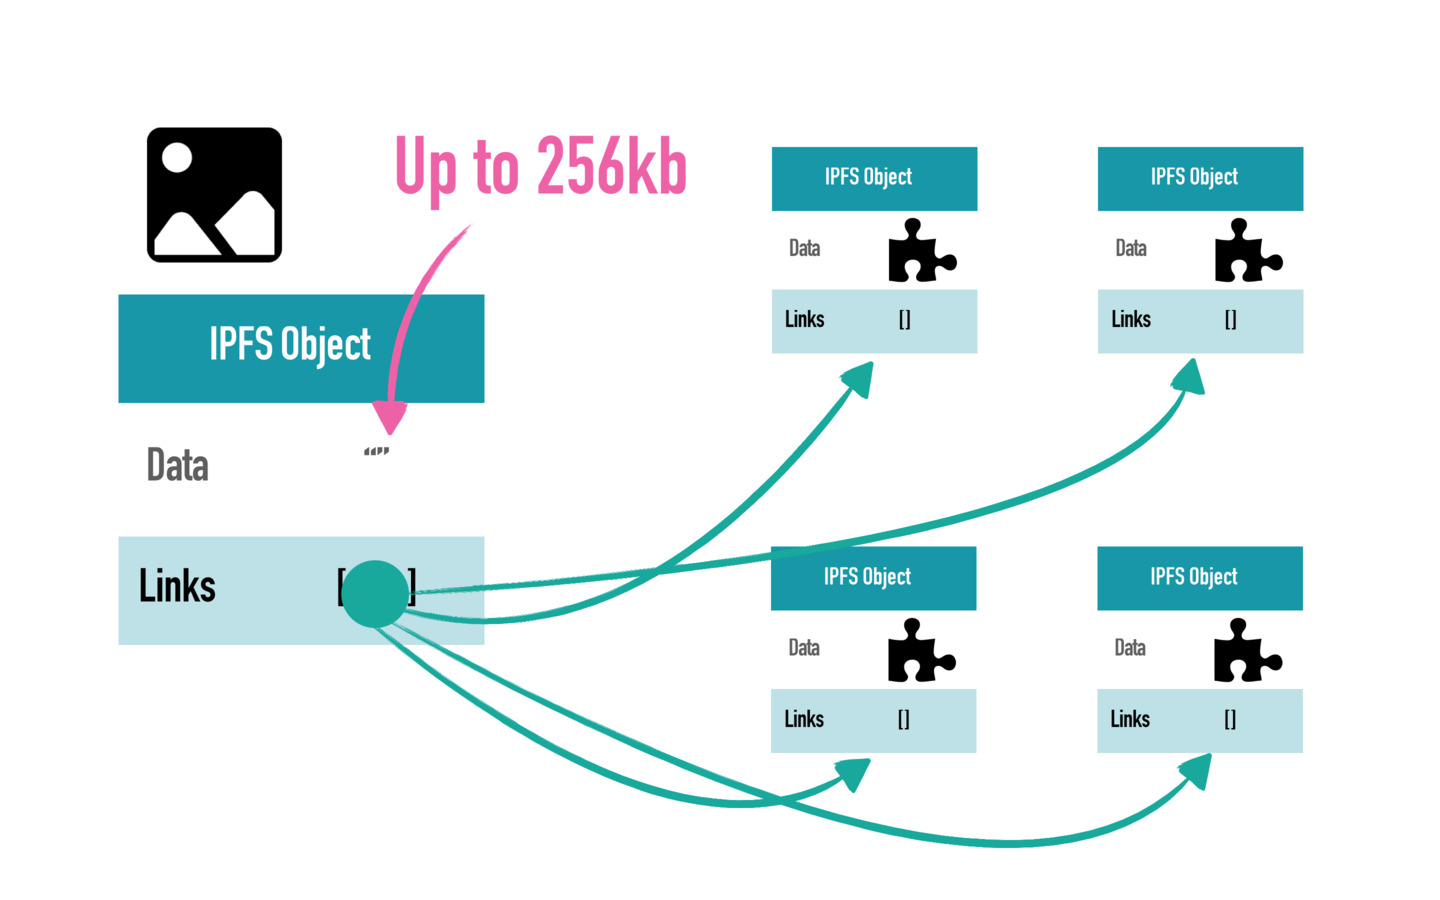 Up to 256kb
IPFS Object
Data “”
Links [ ]
IPFS Object
Data
Links []
IPFS Object
Data
Links []
IPFS Object
Data
Links []
IPFS Object
Data
Links []